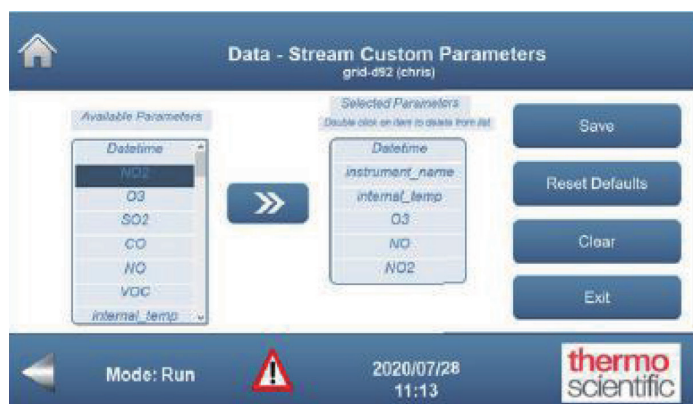 Data - Stream Custom Parameters
grid-d92 (chris)
Available Parameters
Datetime
NO2
O3
SO2
CO
NO
VOC
internal_temp
Selected Parameters
Double click on item to delete from list
Datetime
instrument_name
internal_temp
O3
NO
NO2
Save
Reset Defaults
Clear
Exit
Mode: Run
2020/07/28
11:13
thermo
scientific